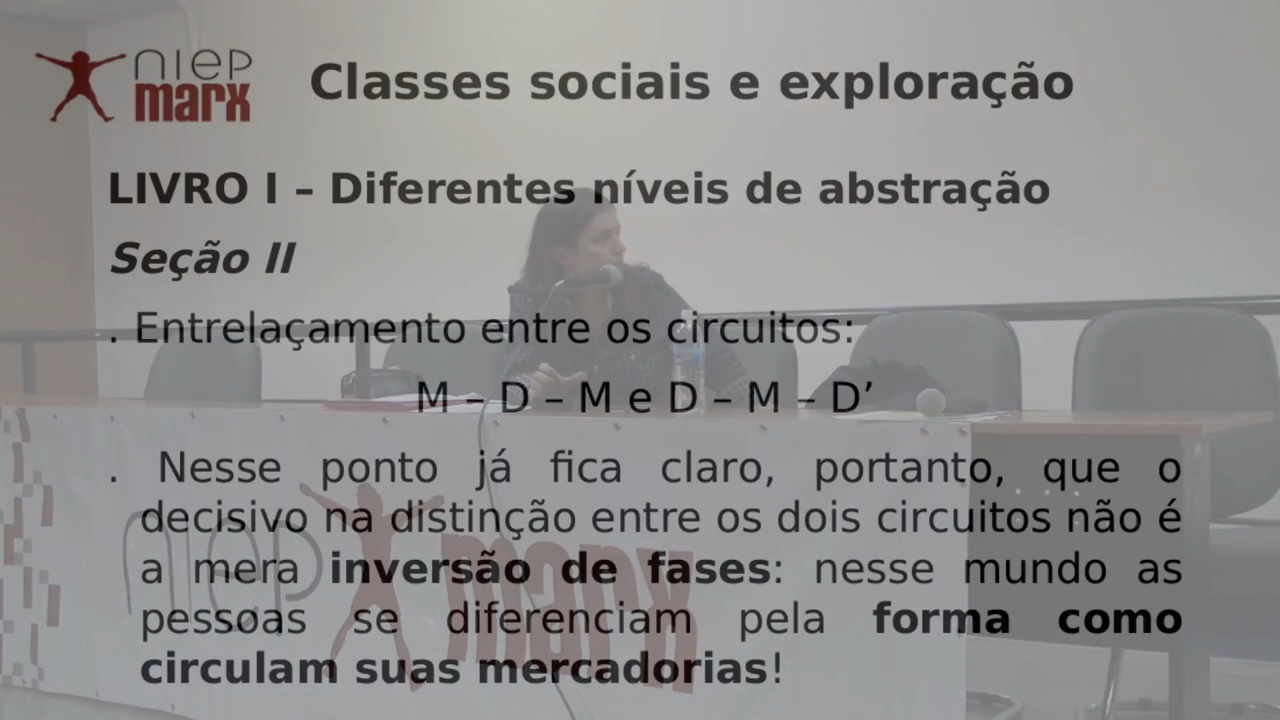 NIEP
marx
Classes sociais e exploração
LIVRO I – Diferentes níveis de abstração
Seção II
. Entrelaçamento entre os circuitos:
M – D – M e D – M – D’
. Nesse ponto já fica claro, portanto, que o
decisivo na distinção entre os dois circuitos não é
a mera inversão de fases: nesse mundo as
pessoas se diferenciam pela forma como
circulam suas mercadorias!
NIEP
marx